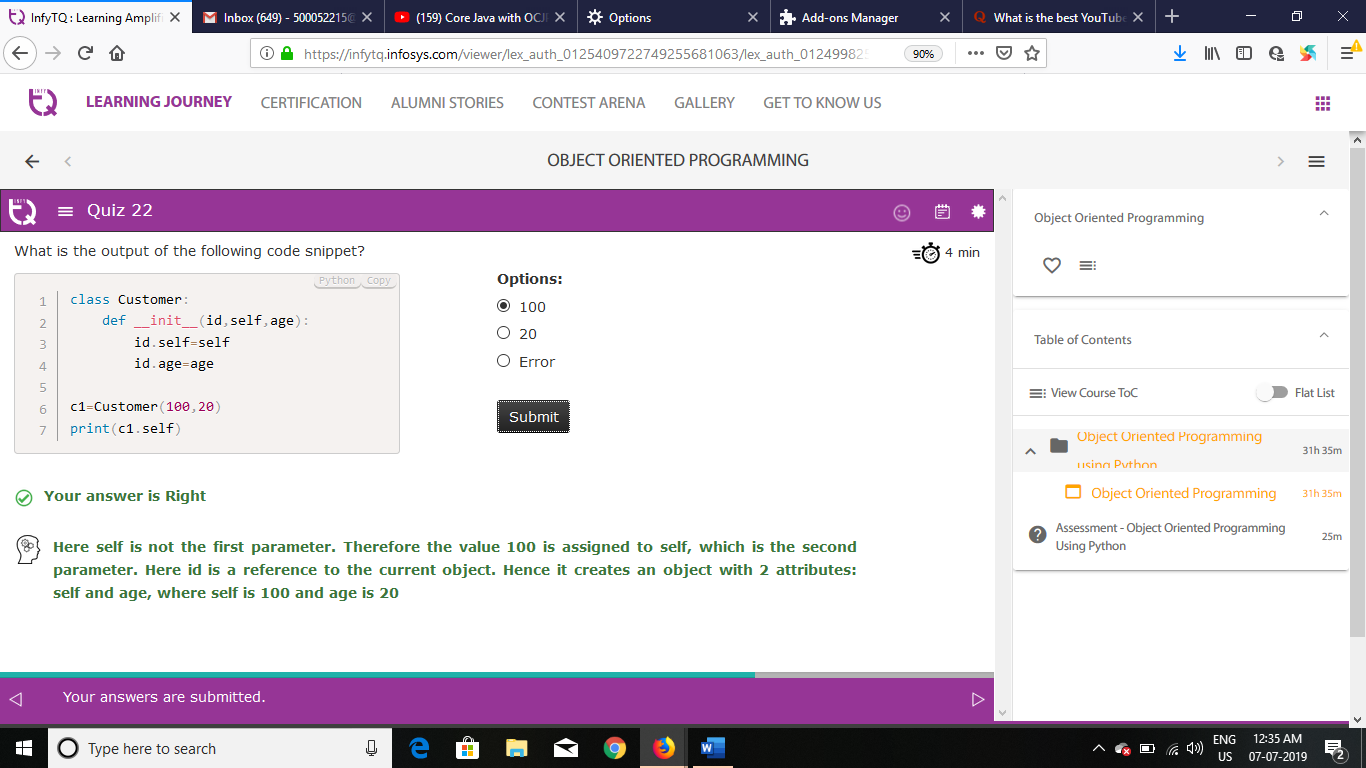 InfyTQ : Learning Amplifi
Inbox (649) - 500052215@
(159) Core Java with OCJ
Options
Add-ons Manager
What is the best YouTub
https://infytq.infosys.com/viewer/lex_auth_0125409722749255681063/lex_auth_01249982
90%
INFY TQ
LEARNING JOURNEY
CERTIFICATION
ALUMNI STORIES
CONTEST ARENA
GALLERY
GET TO KNOW US
OBJECT ORIENTED PROGRAMMING
Quiz 22
What is the output of the following code snippet?
4 min
Python Copy
1 class Customer:
2     def __init__(id,self,age):
3         id.self=self
4         id.age=age
5
6 c1=Customer(100,20)
7 print(c1.self)
Options:
100
20
Error
Submit
Your answer is Right
Here self is not the first parameter. Therefore the value 100 is assigned to self, which is the second
parameter. Here id is a reference to the current object. Hence it creates an object with 2 attributes:
self and age, where self is 100 and age is 20
Your answers are submitted.
Object Oriented Programming
Table of Contents
View Course ToC
Flat List
Object Oriented Programming
using Python
31h 35m
Object Oriented Programming
31h 35m
Assessment - Object Oriented Programming
Using Python
25m
Type here to search
ENG
US
12:35 AM
07-07-2019
2